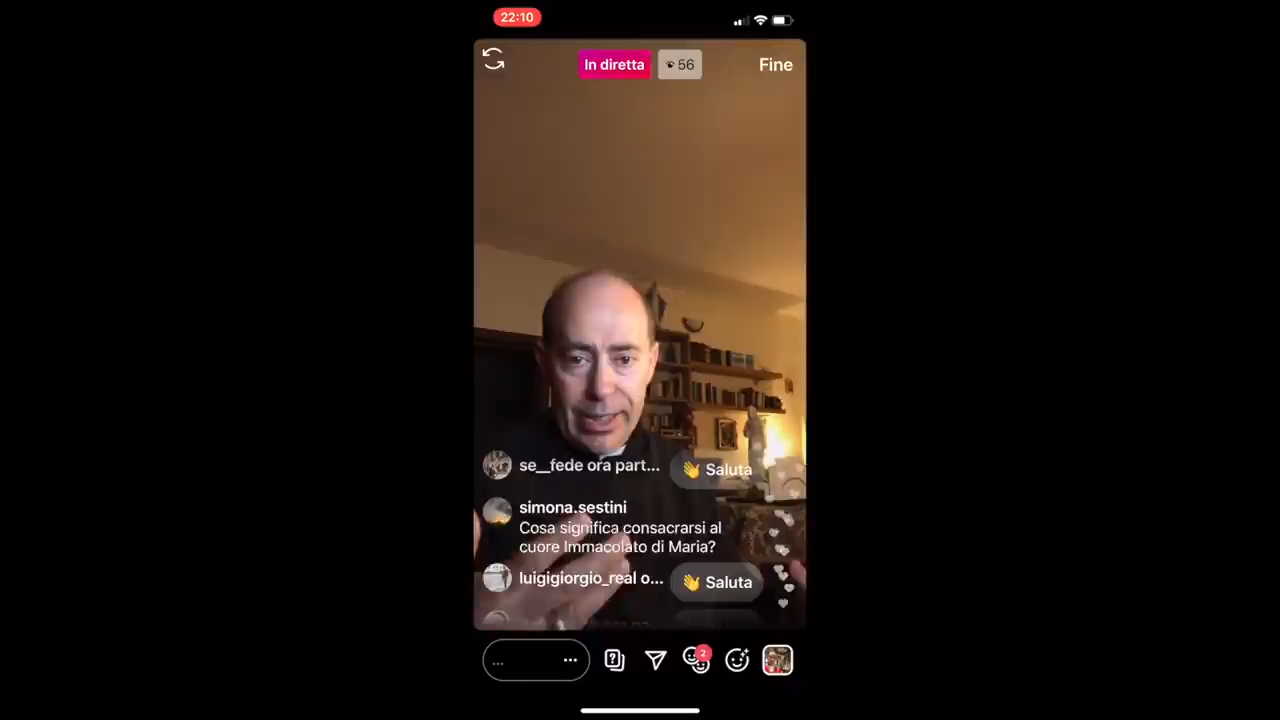 22:10
In diretta
56
Fine
se__fede ora part...
👋 Saluta
simona.sestini
Cosa significa consacrarsi al
cuore Immacolato di Maria?
luigigiorgio_real o...
👋 Saluta
...
2